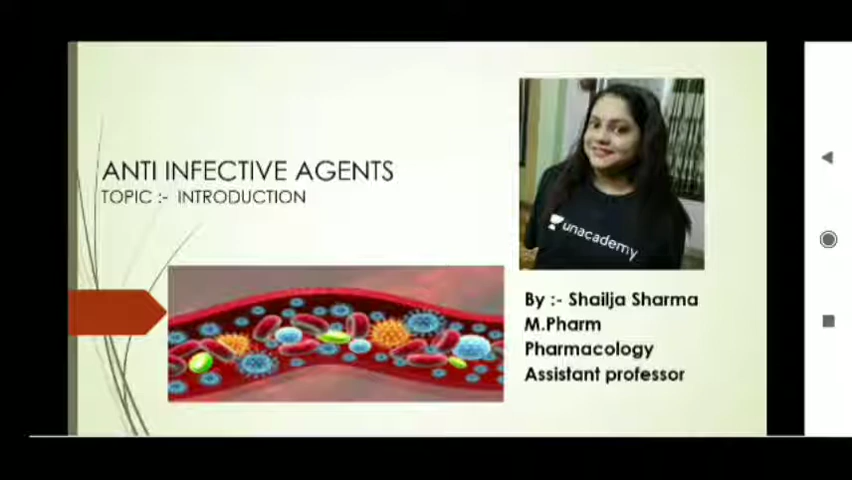 ANTI INFECTIVE AGENTS
TOPIC :- INTRODUCTION
unacademy
By :- Shailja Sharma
M.Pharm
Pharmacology
Assistant professor